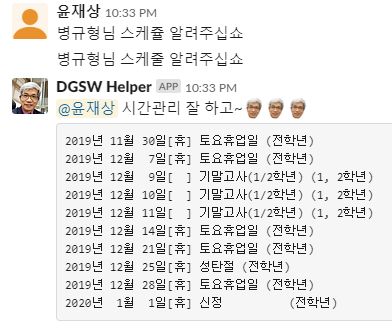 윤재상 10:33 PM
병규형님 스케쥴 알려주십쇼
병규형님 스케줄 알려주십쇼
DGSW Helper APP 10:33 PM
@윤재상 시간관리 잘 하고~
2019년 11월 30일[휴] 토요휴업일 (전학년)
2019년 12월  7일[휴] 토요휴업일 (전학년)
2019년 12월  9일[  ] 기말고사(1/2학년) (1, 2학년)
2019년 12월 10일[  ] 기말고사(1/2학년) (1, 2학년)
2019년 12월 11일[  ] 기말고사(1/2학년) (1, 2학년)
2019년 12월 14일[휴] 토요휴업일 (전학년)
2019년 12월 21일[휴] 토요휴업일 (전학년)
2019년 12월 25일[휴] 성탄절 (전학년)
2019년 12월 28일[휴] 토요휴업일 (전학년)
2020년  1월  1일[휴] 신정 (전학년)